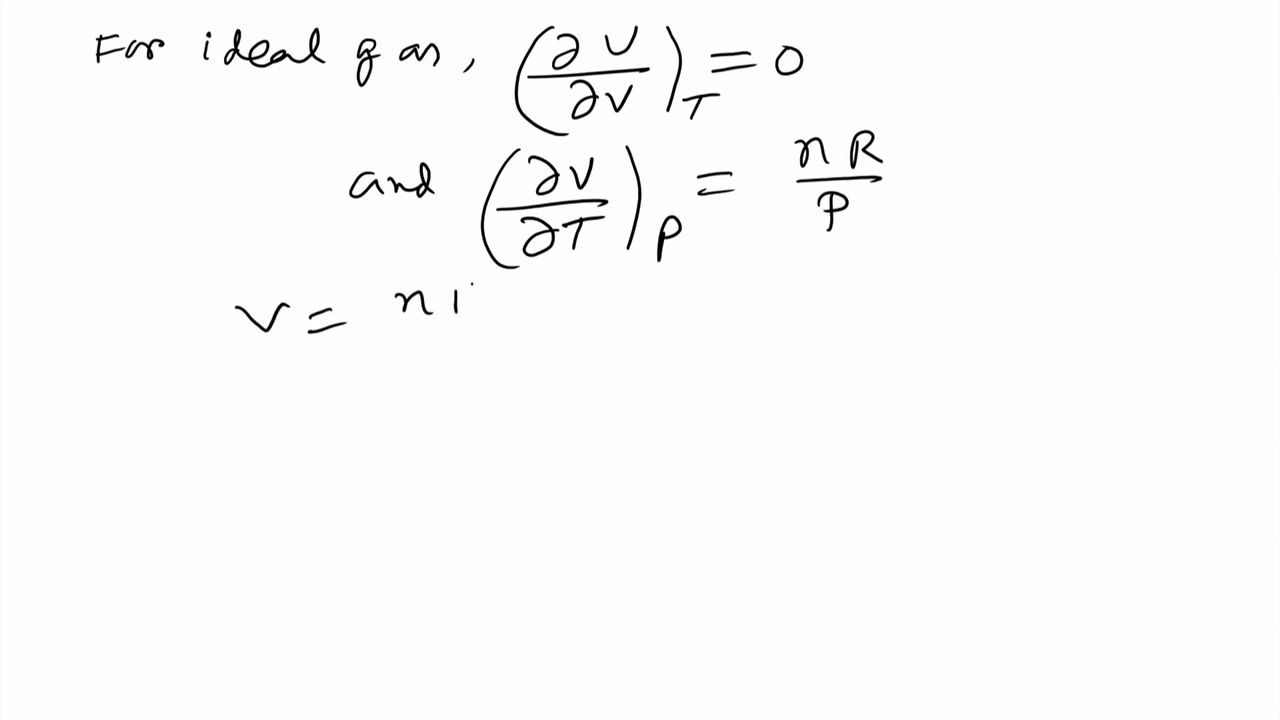 For ideal gas, (∂U/∂V)_T = 0
and (∂V/∂T)_P = nR/P
V = n